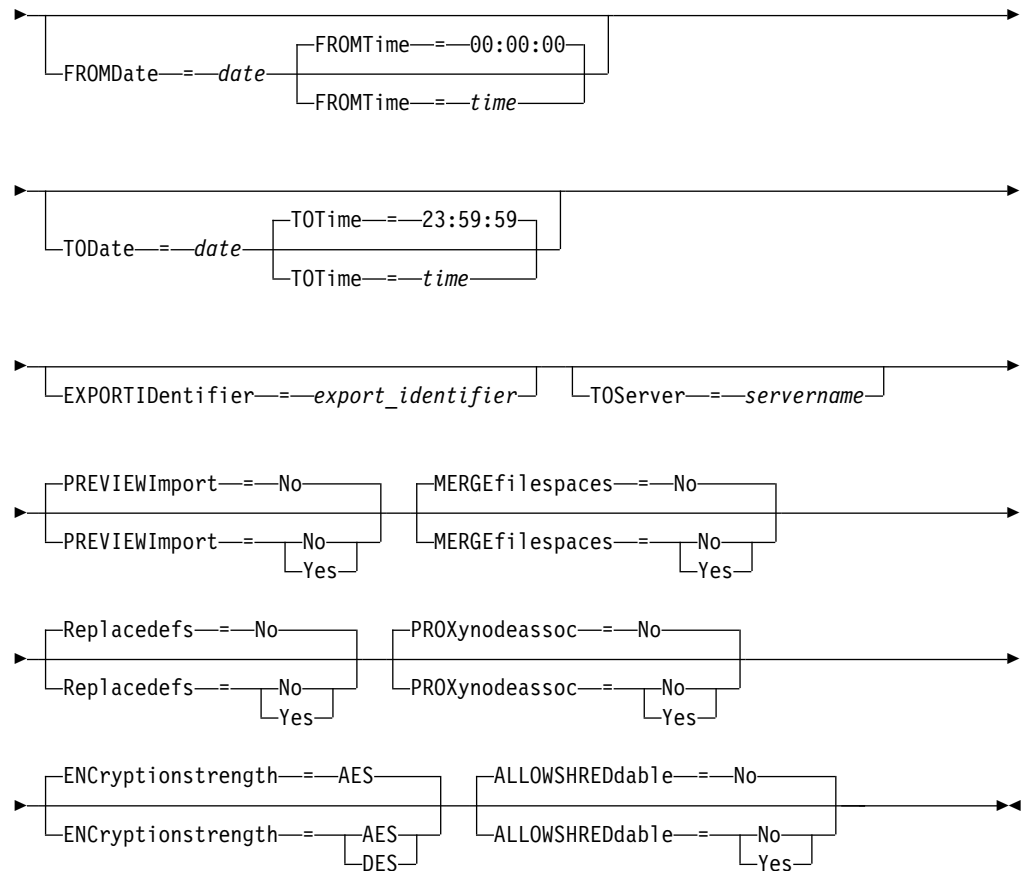 FROMTime = 00:00:00
FROMDate = date
FROMTime = time
TOTime = 23:59:59
TODate = date
TOTime = time
EXPORTIDentifier = export_identifier TOServer = servername
PREVIEWImport = No MERGEfilespaces = No
PREVIEWImport = No MERGEfilespaces = No
Yes Yes
Replacedefs = No PROXynodeassoc = No
Replacedefs = No PROXynodeassoc = No
Yes Yes
ENCryptionstrength = AES ALLOWSHREDdable = No
ENCryptionstrength = AES ALLOWSHREDdable = No
DES Yes